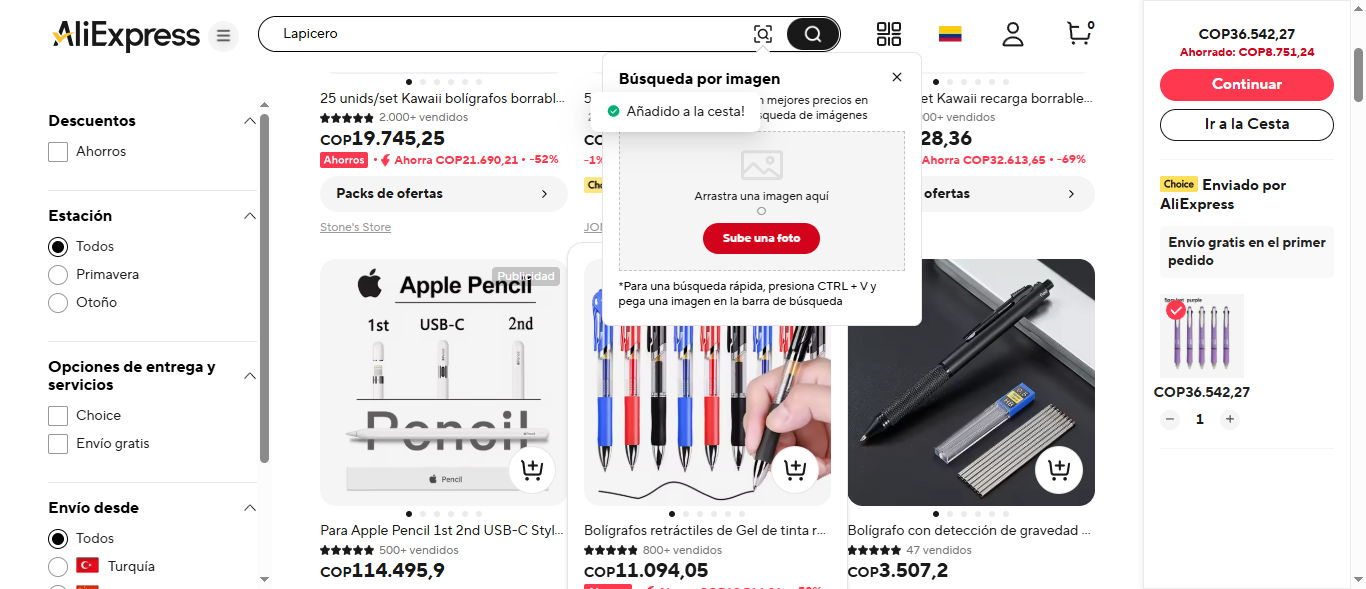 AliExpress
Lapicero
0
Descuentos
Ahorros
Estación
Todos
Primavera
Otoño
Opciones de entrega y
servicios
Choice
Envío gratis
Envío desde
Todos
Turquía
25 unids/set Kawaii bolígrafos borrabl...
2.000+ vendidos
COP19.745,25
Ahorros
Ahorra COP21.690,21 • -52%
Packs de ofertas
Stone's Store
-1%
Búsqueda por imagen
n mejores precios en
squeda de imágenes
Añadido a la cesta!
Arrastra una imagen aquí
O
Sube una foto
*Para una búsqueda rápida, presiona CTRL + V y
pega una imagen en la barra de búsqueda
et Kawaii recarga borrable...
00+ vendidos
28,36
Ahorra COP32.613,65 • -69%
ofertas
Publicidad
Apple Pencil
1st
USB-C
2nd
Pencil
Pencil
Para Apple Pencil 1st 2nd USB-C Styl...
500+ vendidos
COP114.495,9
Bolígrafos retráctiles de Gel de tinta r...
800+ vendidos
COP11.094,05
Bolígrafo con detección de gravedad ...
47 vendidos
COP3.507,2
COP36.542,27
Ahorrado: COP8.751,24
Continuar
Ir a la Cesta
Choice Enviado por
AliExpress
Envío gratis en el primer
pedido
purple
COP36.542,27
− 1 +